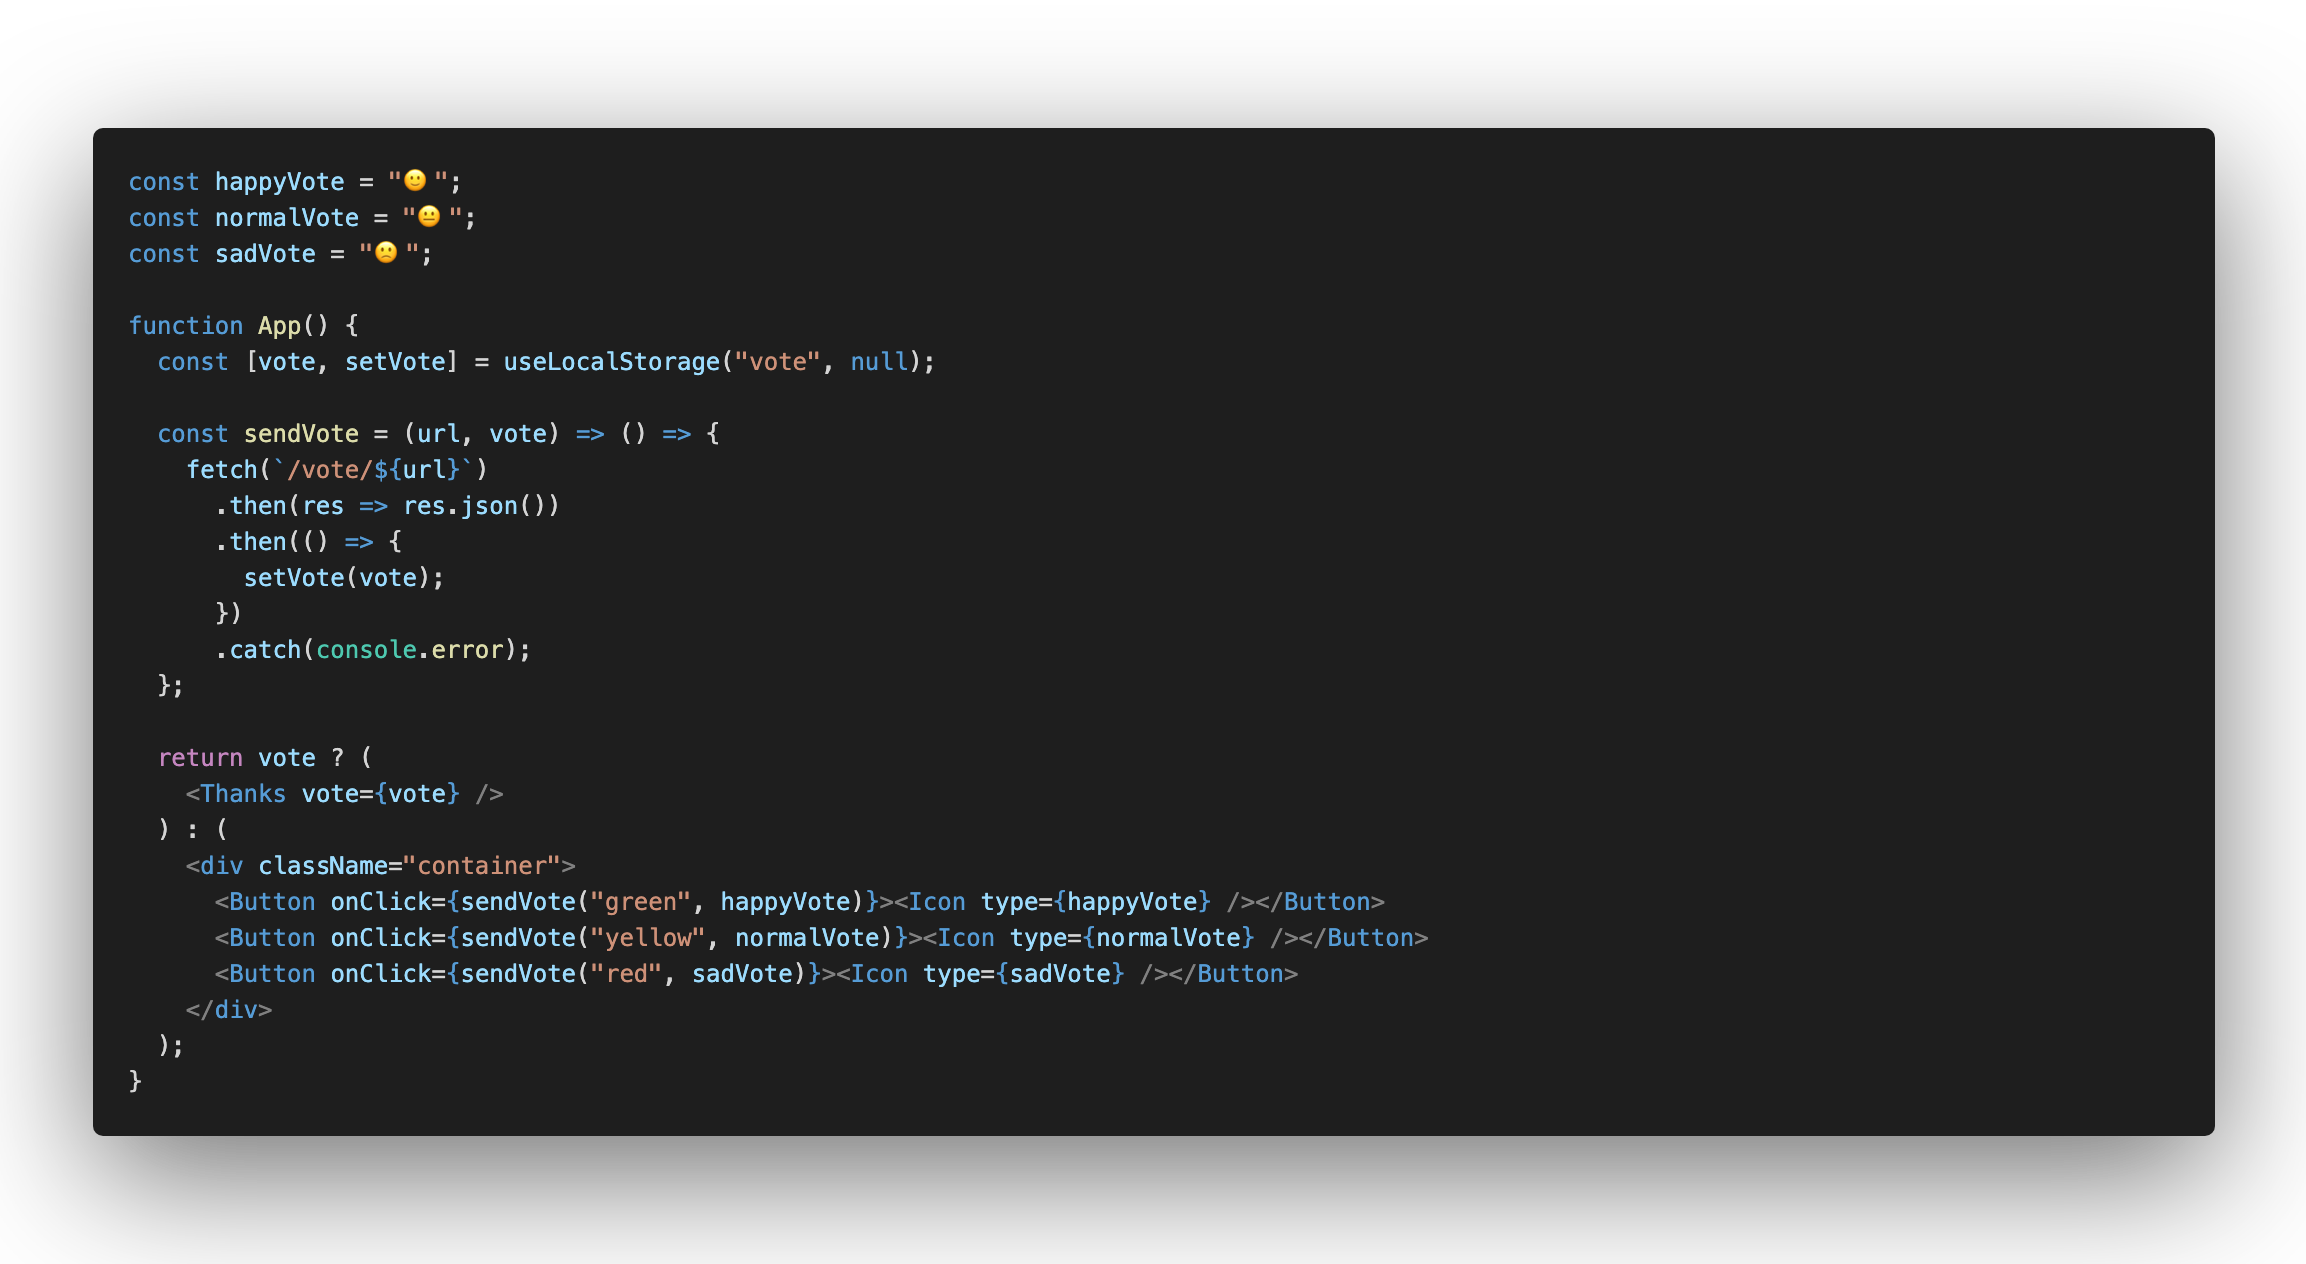 const happyVote = "🙂";
const normalVote = "😐";
const sadVote = "🙁";

function App() {
  const [vote, setVote] = useLocalStorage("vote", null);

  const sendVote = (url, vote) => () => {
    fetch(`/vote/${url}`)
      .then(res => res.json())
      .then(() => {
        setVote(vote);
      })
      .catch(console.error);
  };

  return vote ? (
    <Thanks vote={vote} />
  ) : (
    <div className="container">
      <Button onClick={sendVote("green", happyVote)}><Icon type={happyVote} /></Button>
      <Button onClick={sendVote("yellow", normalVote)}><Icon type={normalVote} /></Button>
      <Button onClick={sendVote("red", sadVote)}><Icon type={sadVote} /></Button>
    </div>
  );
}